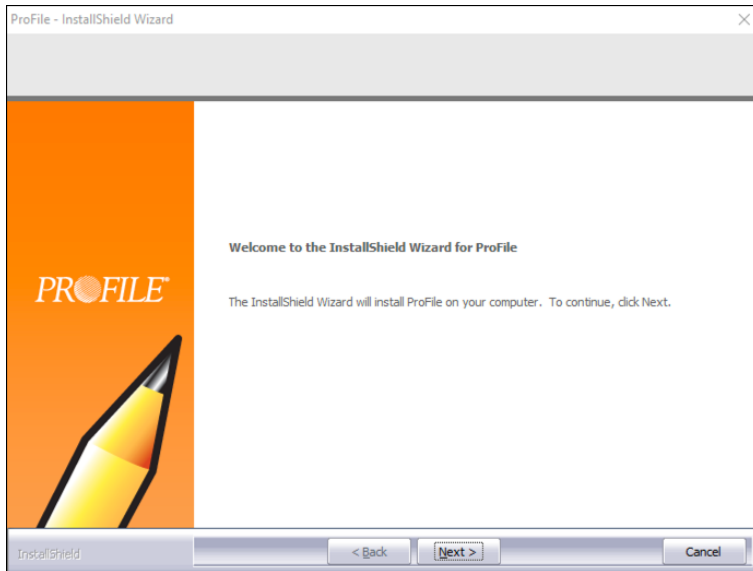 ProFile - InstallShield Wizard
PROFILE
Welcome to the InstallShield Wizard for ProFile
The InstallShield Wizard will install ProFile on your computer.  To continue, click Next.
InstallShield
< Back
Next >
Cancel